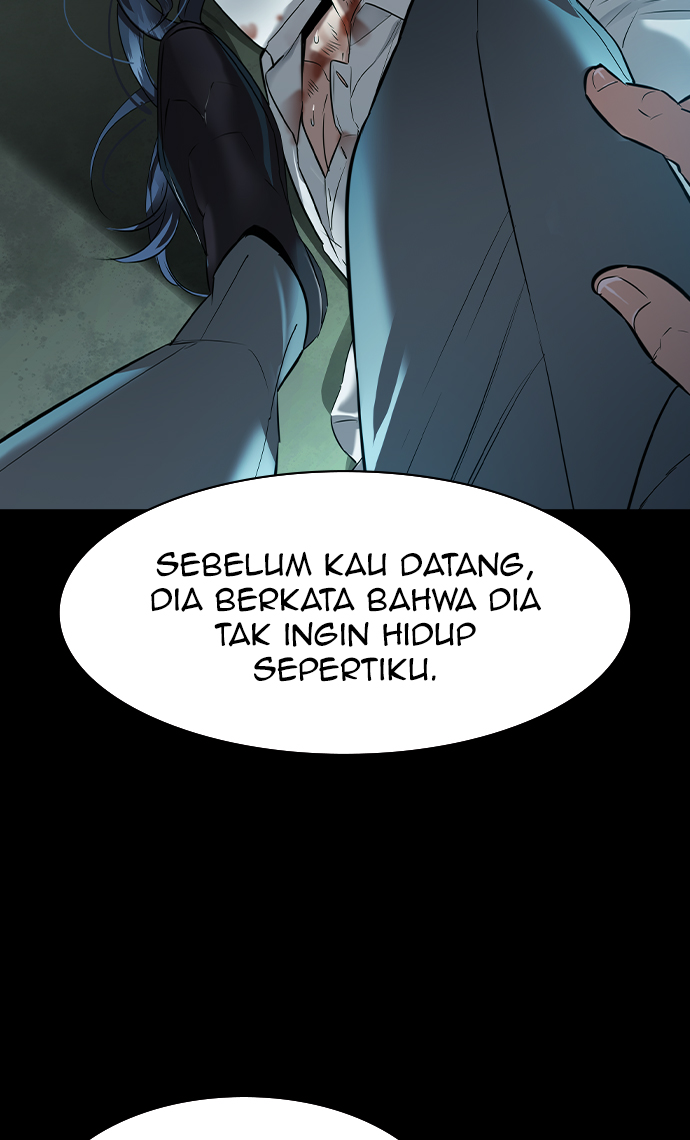 SEBELUM KAU DATANG,
DIA BERKATA BAHWA DIA
TAK INGIN HIDUP
SEPERTIKU.